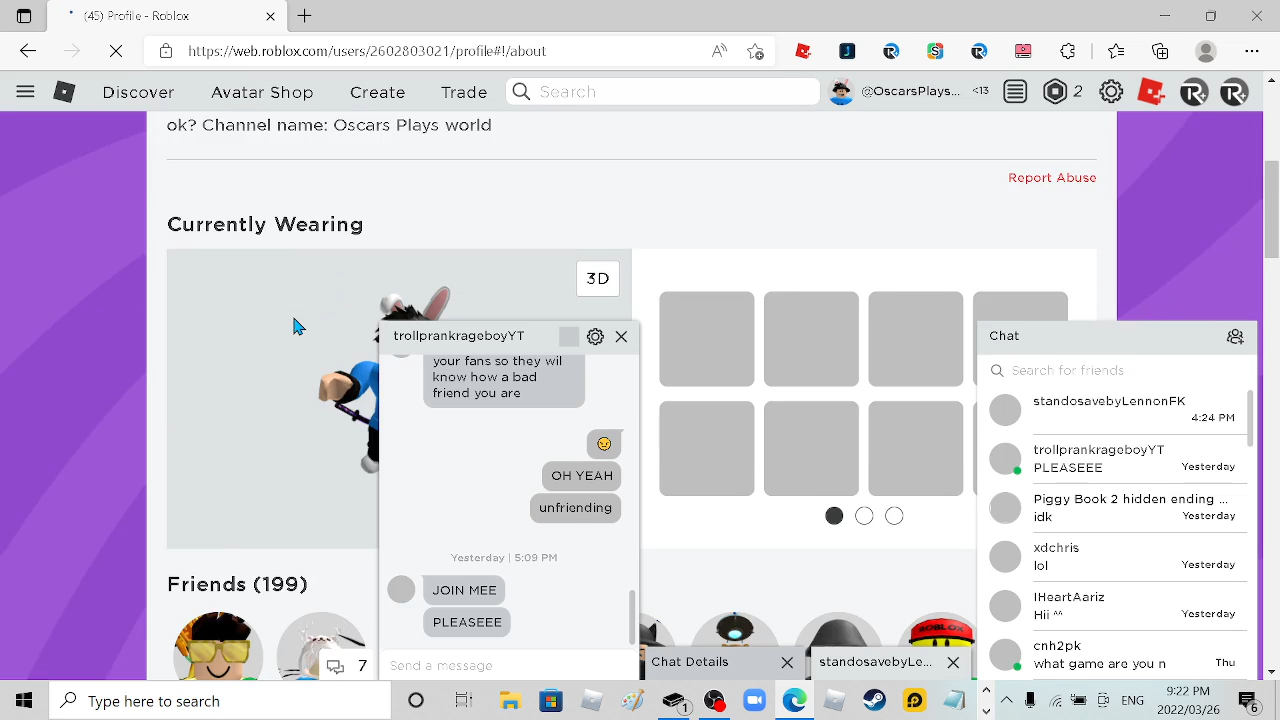 (45) Profile - Roblox
https://web.roblox.com/users/2602803021/profile#!/about
Discover
Avatar Shop
Create
Trade
Search
@OscarsPlays...
<13
2
ok? Channel name: Oscars Plays world
Report Abuse
Currently Wearing
3D
trollprankrageboyYT
your fans so they wil
know how a bad
friend you are
OH YEAH
unfriending
Yesterday | 5:09 PM
JOIN MEE
PLEASEEE
Send a message
Friends (199)
7
ROBLOX
Chat Details
standosavebyLe...
Chat
Search for friends
standosavebyLennonFK
4:24 PM
trollprankrageboyYT
PLEASEEE
Yesterday
Piggy Book 2 hidden ending ...
idk
Yesterday
xdchris
lol
Yesterday
IHeartAariz
Hii ^^
Yesterday
cnh2pk
what game are you n
Thu
Type here to search
1
ENG
9:22 PM
2022/03/26
6